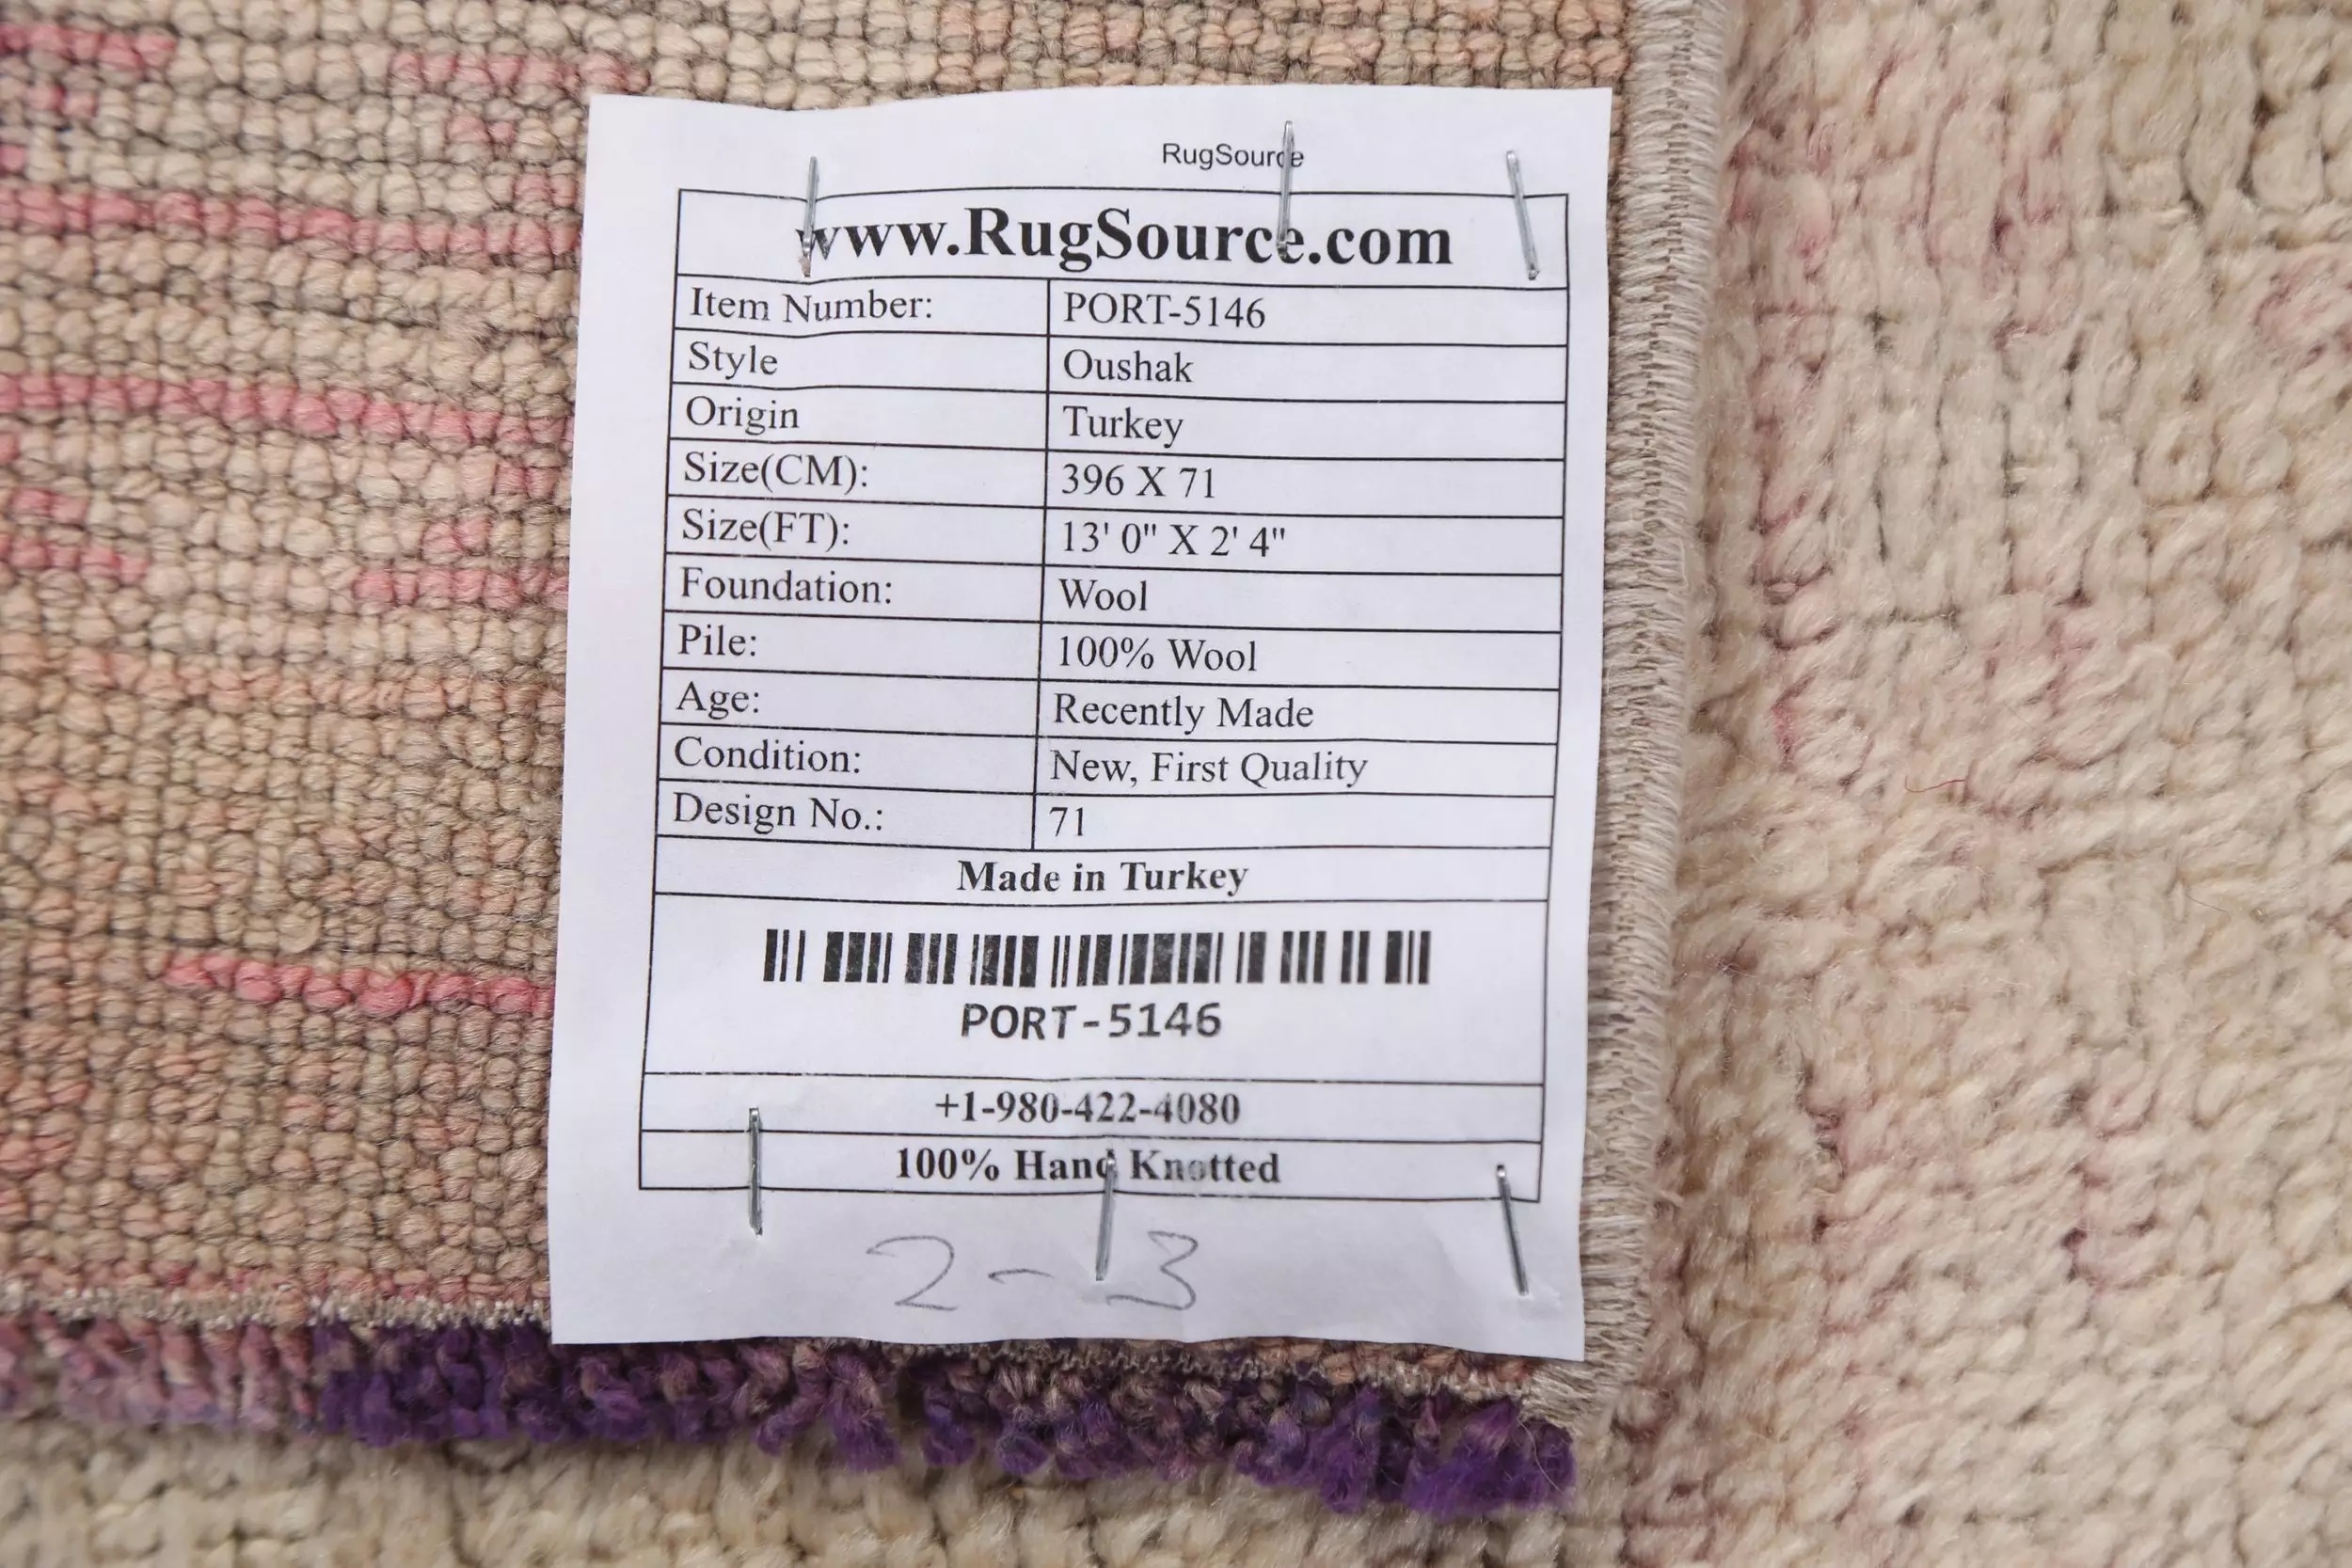 RugSource
www.RugSource.com
Item Number: PORT-5146
Style Oushak
Origin Turkey
Size(CM): 396 X 71
Size(FT): 13' 0" X 2' 4"
Foundation: Wool
Pile: 100% Wool
Age: Recently Made
Condition: New, First Quality
Design No.: 71
Made in Turkey
PORT-5146
+1-980-422-4080
100% Hand Knotted
2-3